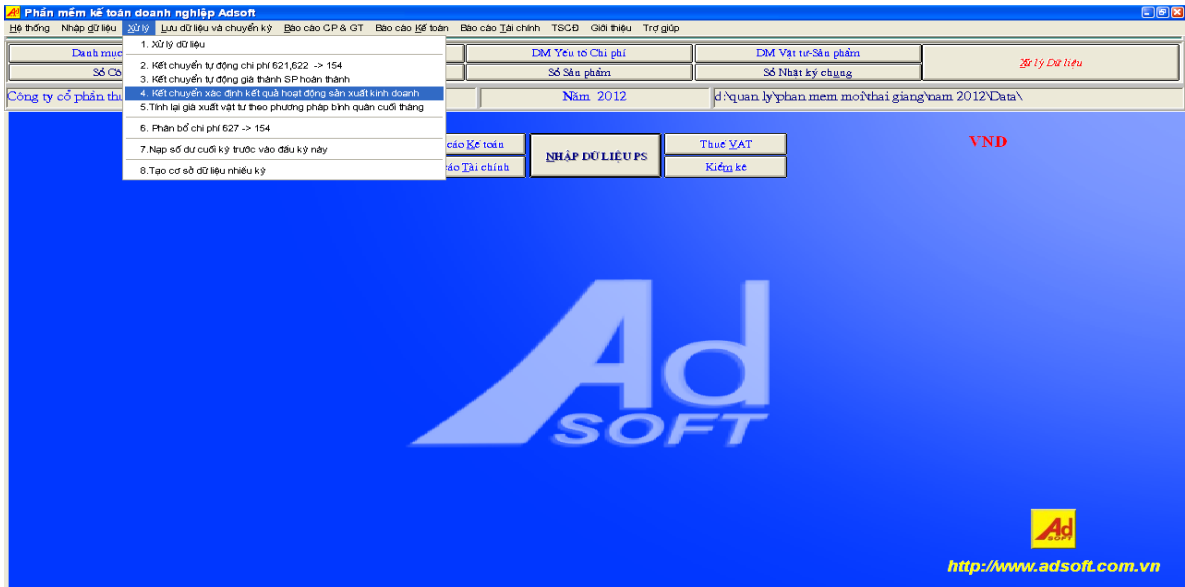 Phần mềm kế toán doanh nghiệp Adsoft
Hệ thống Nhập dữ liệu Xử lý Lưu dữ liệu và chuyển kỳ Báo cáo CP & GT Báo cáo Kế toán Báo cáo Tài chính TSCĐ Giới thiệu Trợ giúp
Danh mục DM Yếu tố Chi phí DM Vật tư-Sản phẩm Xử lý Dữ liệu
Sổ Sản phẩm Sổ Nhật ký chung
1. Xử lý dữ liệu
2. Kết chuyển tự động chi phí 621,622 -> 154
3. Kết chuyển tự động giá thành SP hoàn thành
4. Kết chuyển xác định kết quả hoạt động sản xuất kinh doanh
5.Tính lại giá xuất vật tư theo phương pháp bình quân cuối tháng
6. Phân bổ chi phí 627 -> 154
7.Nạp số dư cuối kỳ trước vào đầu kỳ này
8.Tạo cơ sở dữ liệu nhiều kỳ
Công ty cổ phần Năm 2012 d:\quan ly\phan mem moi\thai giang\nam 2012\Data\
cáo Kế toán NHẬP DỮ LIỆU PS Thuế VAT VND
Tài chính Kiểm kê
Ad
SOFT
Ad
SOFT
http://www.adsoft.com.vn